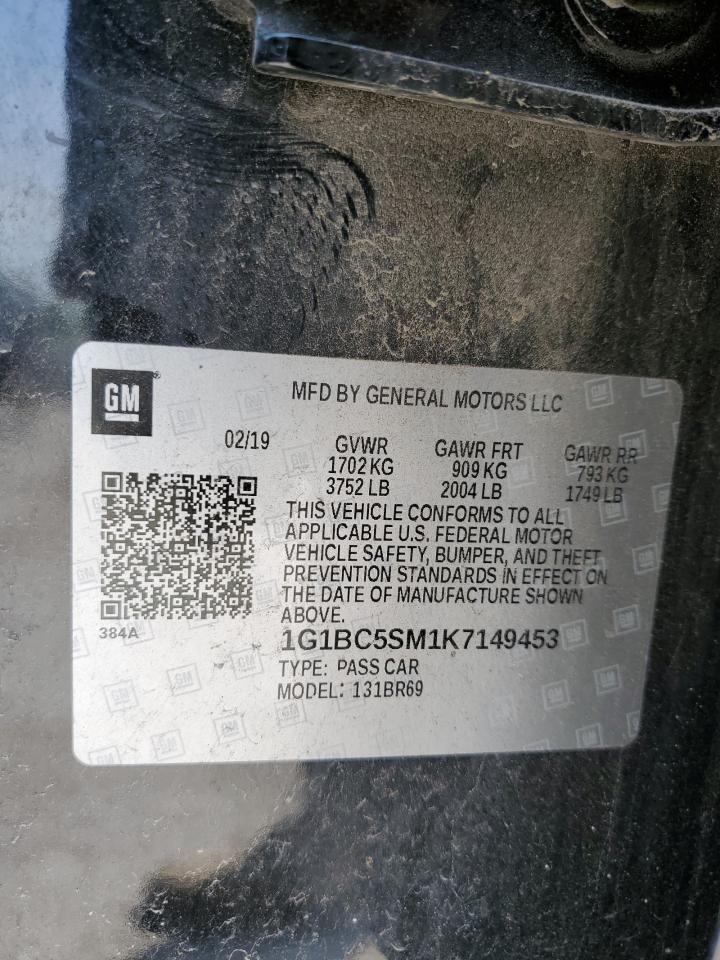 GM
MFD BY GENERAL MOTORS LLC
02/19 GVWR GAWR FRT GAWR RR
1702 KG 909 KG 793 KG
3752 LB 2004 LB 1749 LB
THIS VEHICLE CONFORMS TO ALL
APPLICABLE U.S. FEDERAL MOTOR
VEHICLE SAFETY, BUMPER, AND THEFT
PREVENTION STANDARDS IN EFFECT ON
THE DATE OF MANUFACTURE SHOWN
ABOVE.
384A
1G1BC5SM1K7149453
TYPE: PASS CAR
MODEL: 131BR69